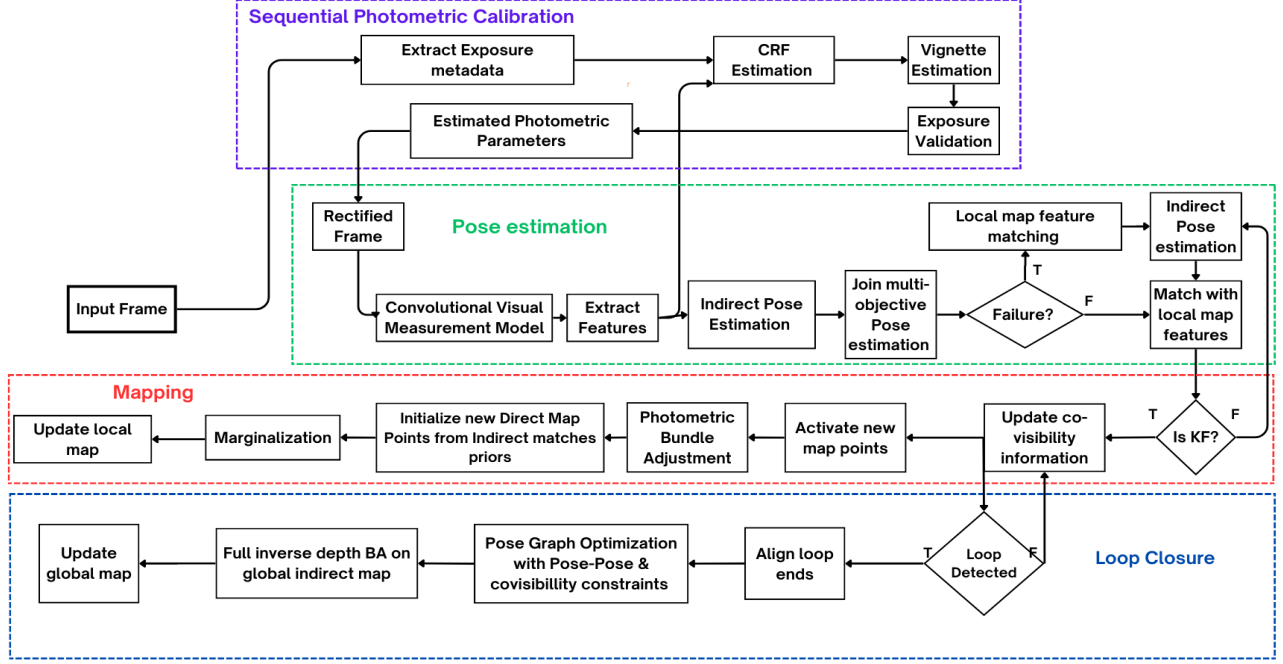 Sequential Photometric Calibration
Extract Exposure
metadata
CRF
Estimation
Vignette
Estimation
Estimated Photometric
Parameters
Exposure
Validation
Rectified
Frame
Pose estimation
Local map feature
matching
Indirect
Pose
estimation
T
Input Frame
Convolutional Visual
Measurement Model
Extract
Features
Indirect Pose
Estimation
Join multi-
objective
Pose
estimation
Failure?
F
Match with
local map
features
Mapping
Update local
map
Marginalization
Initialize new Direct Map
Points from Indirect matches
priors
Photometric
Bundle
Adjustment
Activate new
map points
Update co-
visibility
information
T
Is KF?
F
Update
global map
Full inverse depth BA on
global indirect map
Pose Graph Optimization
with Pose-Pose &
covisibillity constraints
Align loop
ends
T
Loop
Detected
F
Loop Closure